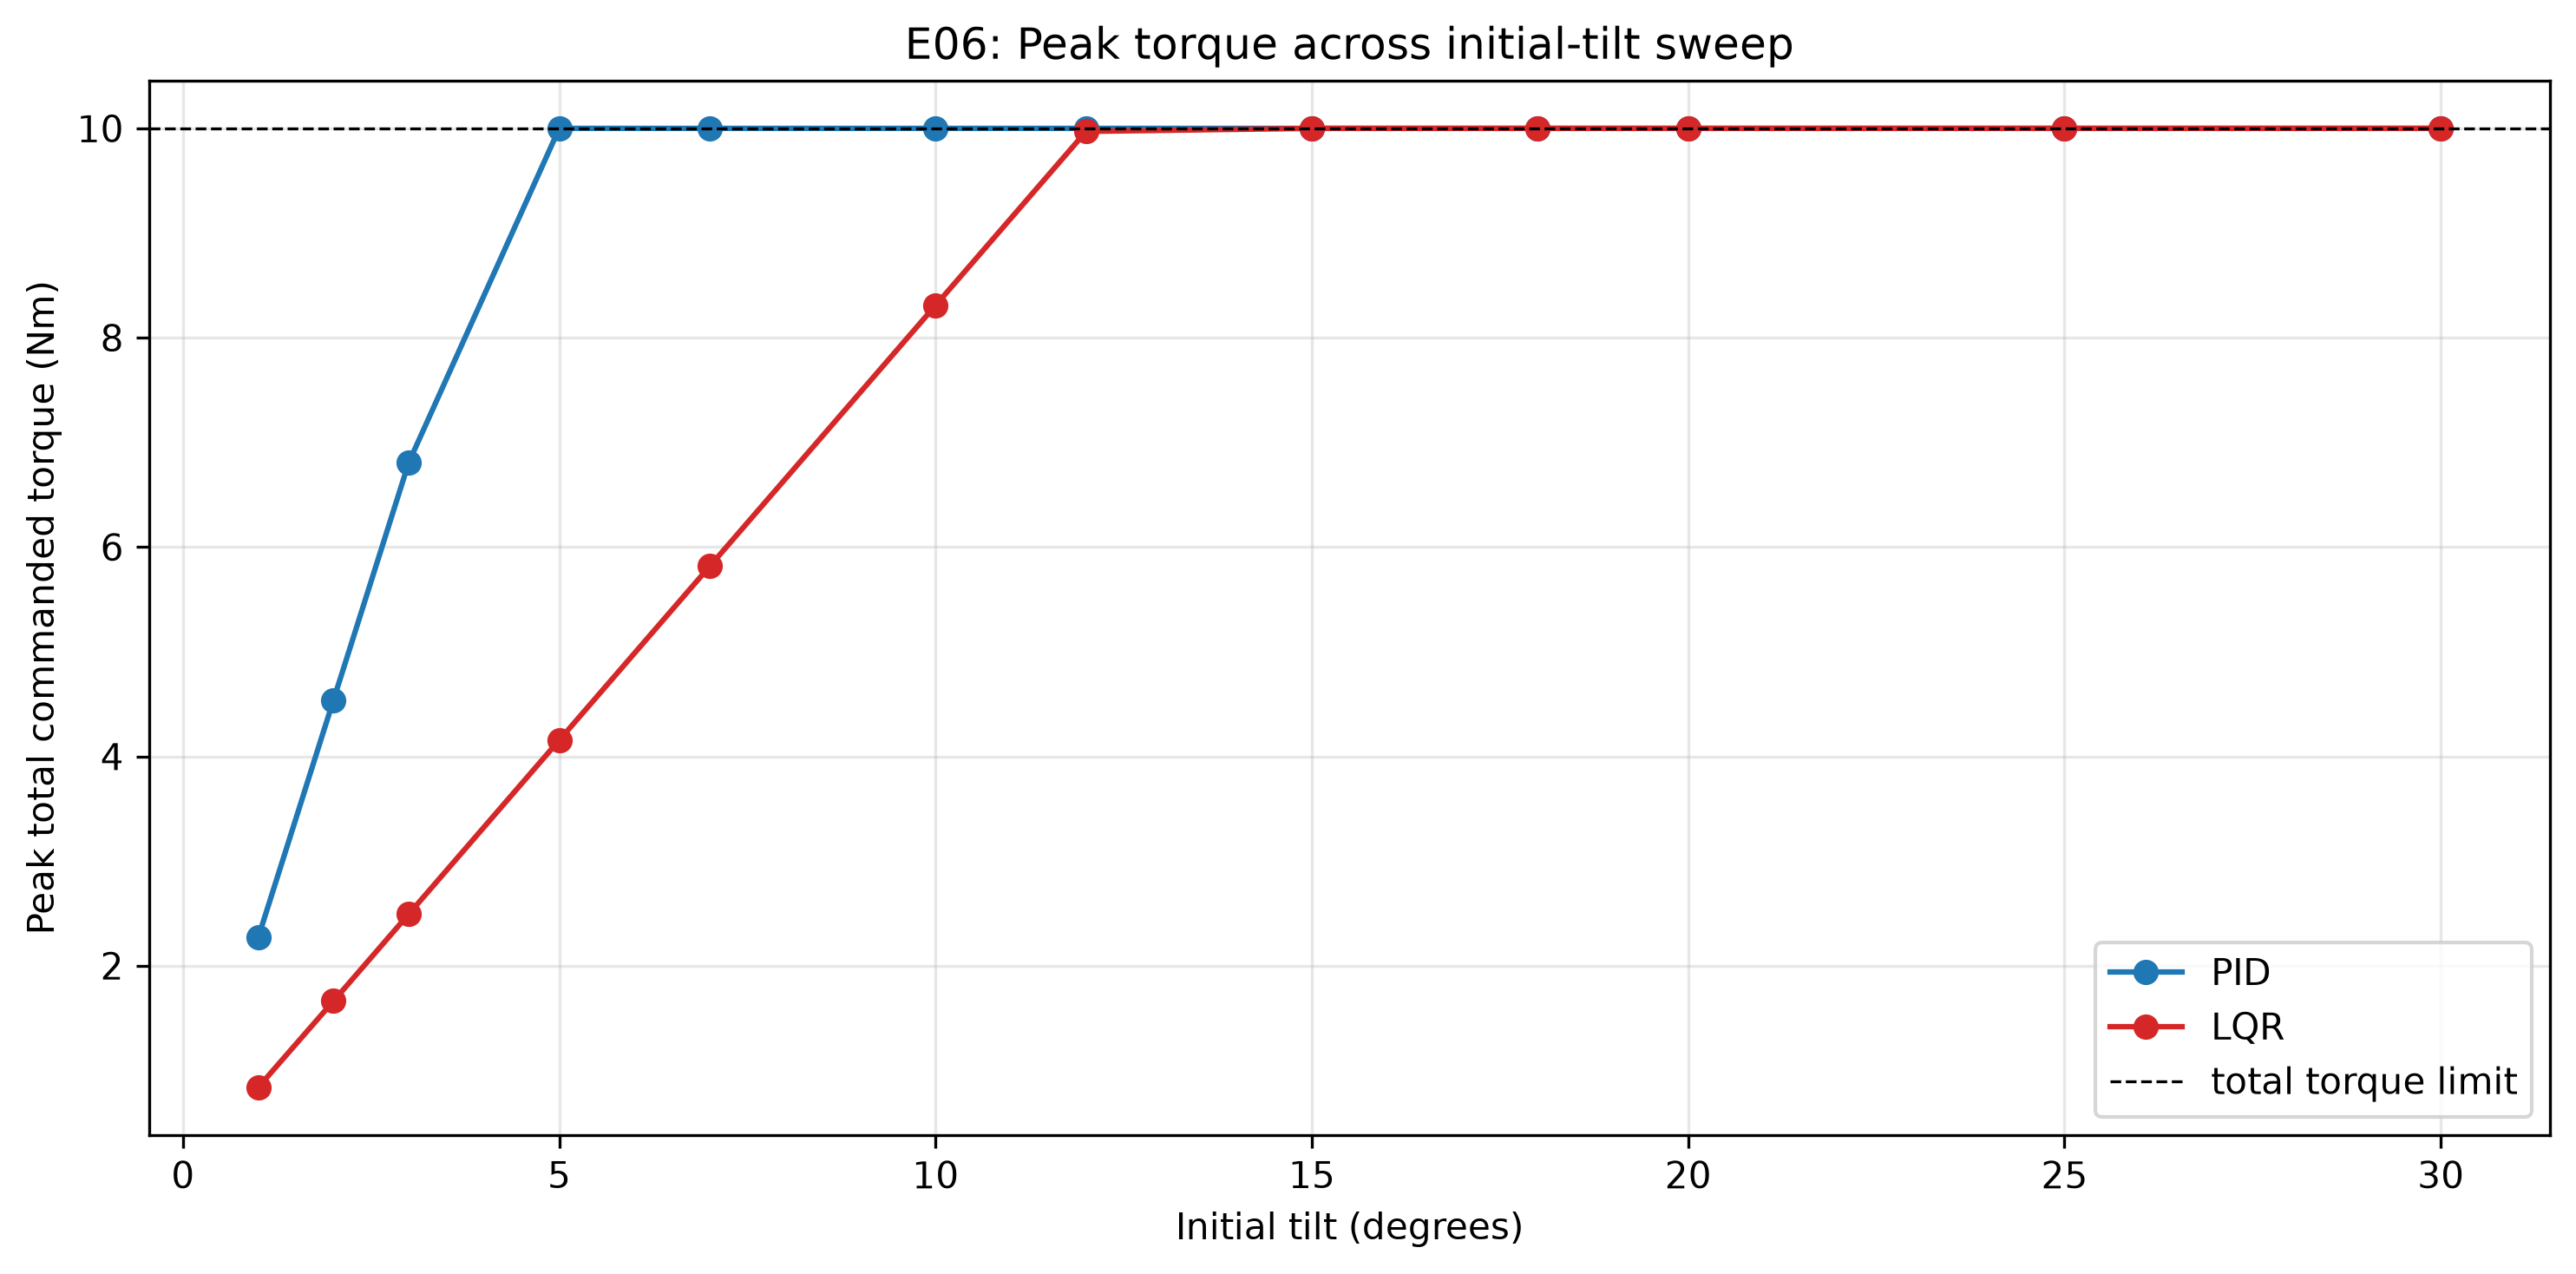 E06: Peak torque across initial-tilt sweep
Peak total commanded torque (Nm)
10
8
6
4
2
0 5 10 15 20 25 30
Initial tilt (degrees)
PID
LQR
total torque limit